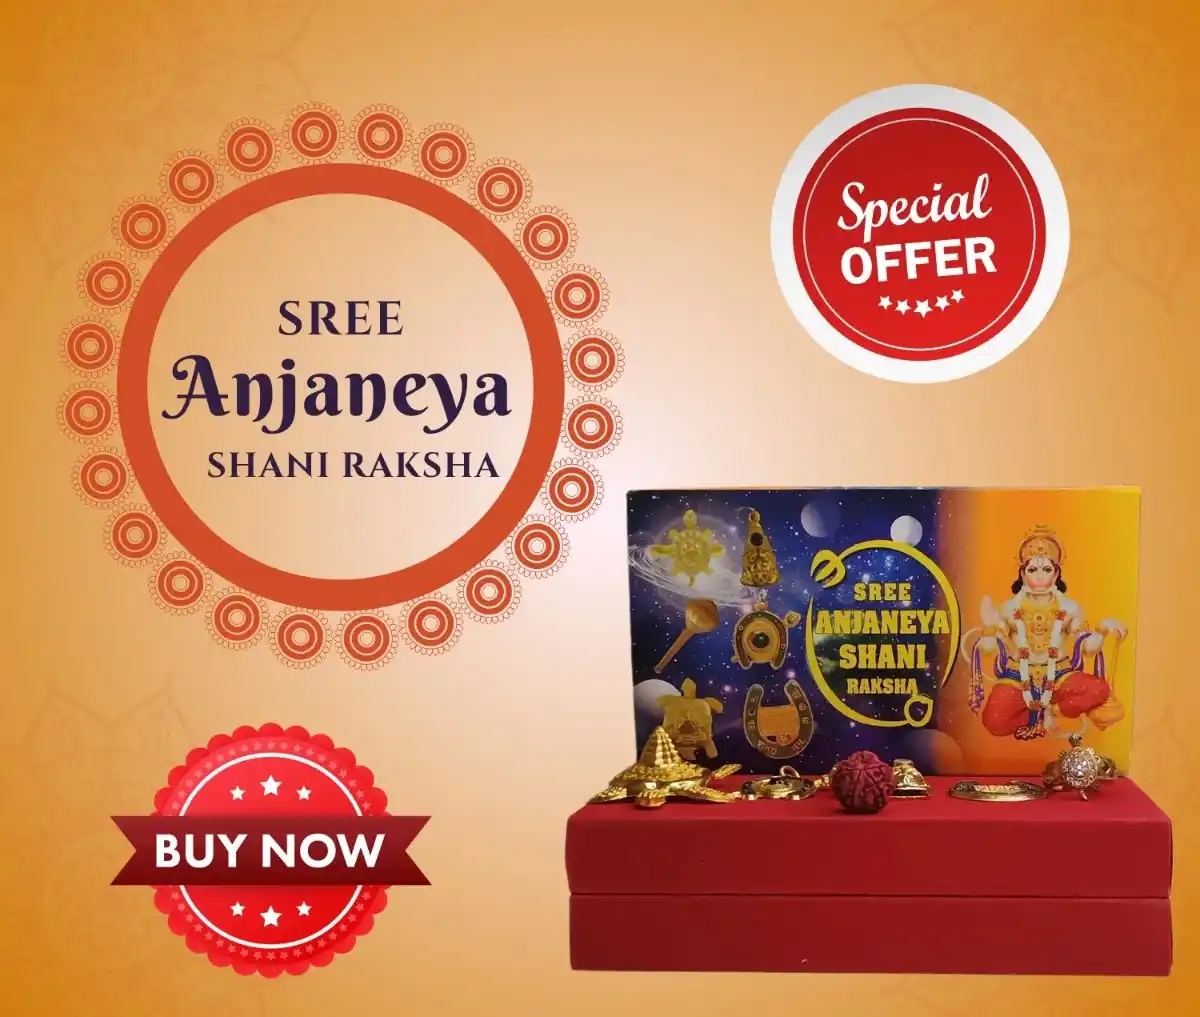 SREE
Anjaneya
SHANI RAKSHA
Special
OFFER
SREE
ANJANEYA
SHANI
RAKSHA
BUY NOW